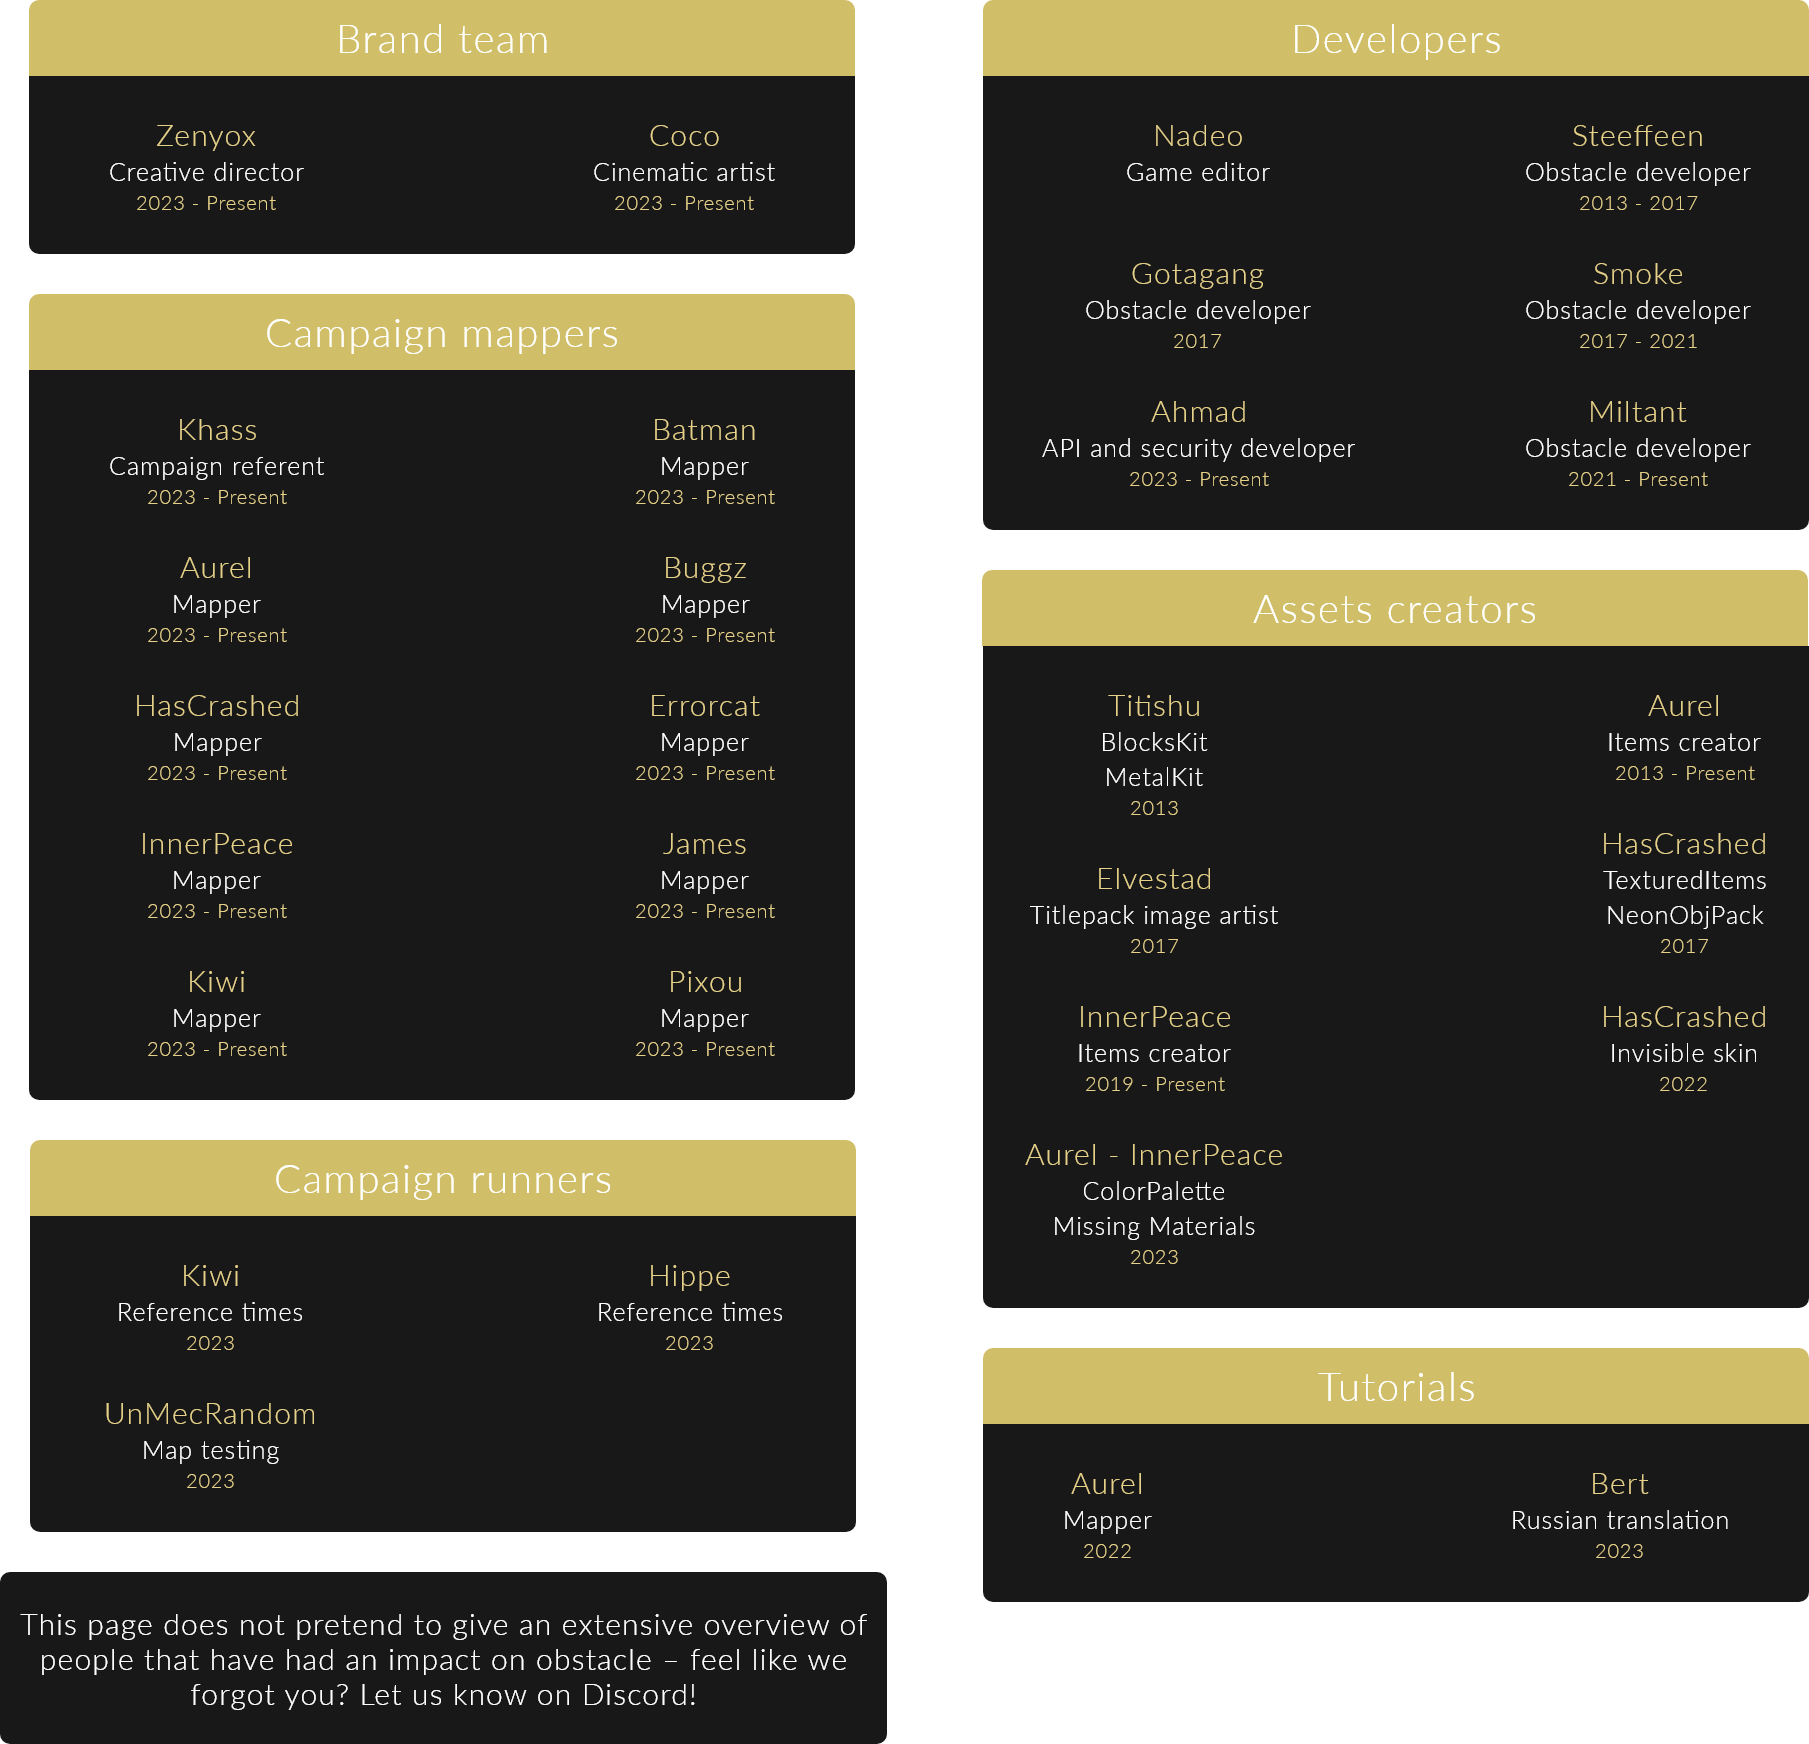 Brand team
Zenyox
Creative director
2023 - Present
Coco
Cinematic artist
2023 - Present
Campaign mappers
Khass
Campaign referent
2023 - Present
Batman
Mapper
2023 - Present
Aurel
Mapper
2023 - Present
Buggz
Mapper
2023 - Present
HasCrashed
Mapper
2023 - Present
Errorcat
Mapper
2023 - Present
InnerPeace
Mapper
2023 - Present
James
Mapper
2023 - Present
Kiwi
Mapper
2023 - Present
Pixou
Mapper
2023 - Present
Campaign runners
Kiwi
Reference times
2023
Hippe
Reference times
2023
UnMecRandom
Map testing
2023
This page does not pretend to give an extensive overview of
people that have had an impact on obstacle – feel like we
forgot you? Let us know on Discord!
Developers
Nadeo
Game editor
Steeffeen
Obstacle developer
2013 - 2017
Gotagang
Obstacle developer
2017
Smoke
Obstacle developer
2017 - 2021
Ahmad
API and security developer
2023 - Present
Miltant
Obstacle developer
2021 - Present
Assets creators
Titishu
BlocksKit
MetalKit
2013
Aurel
Items creator
2013 - Present
Elvestad
Titlepack image artist
2017
HasCrashed
TexturedItems
NeonObjPack
2017
InnerPeace
Items creator
2019 - Present
HasCrashed
Invisible skin
2022
Aurel - InnerPeace
ColorPalette
Missing Materials
2023
Tutorials
Aurel
Mapper
2022
Bert
Russian translation
2023